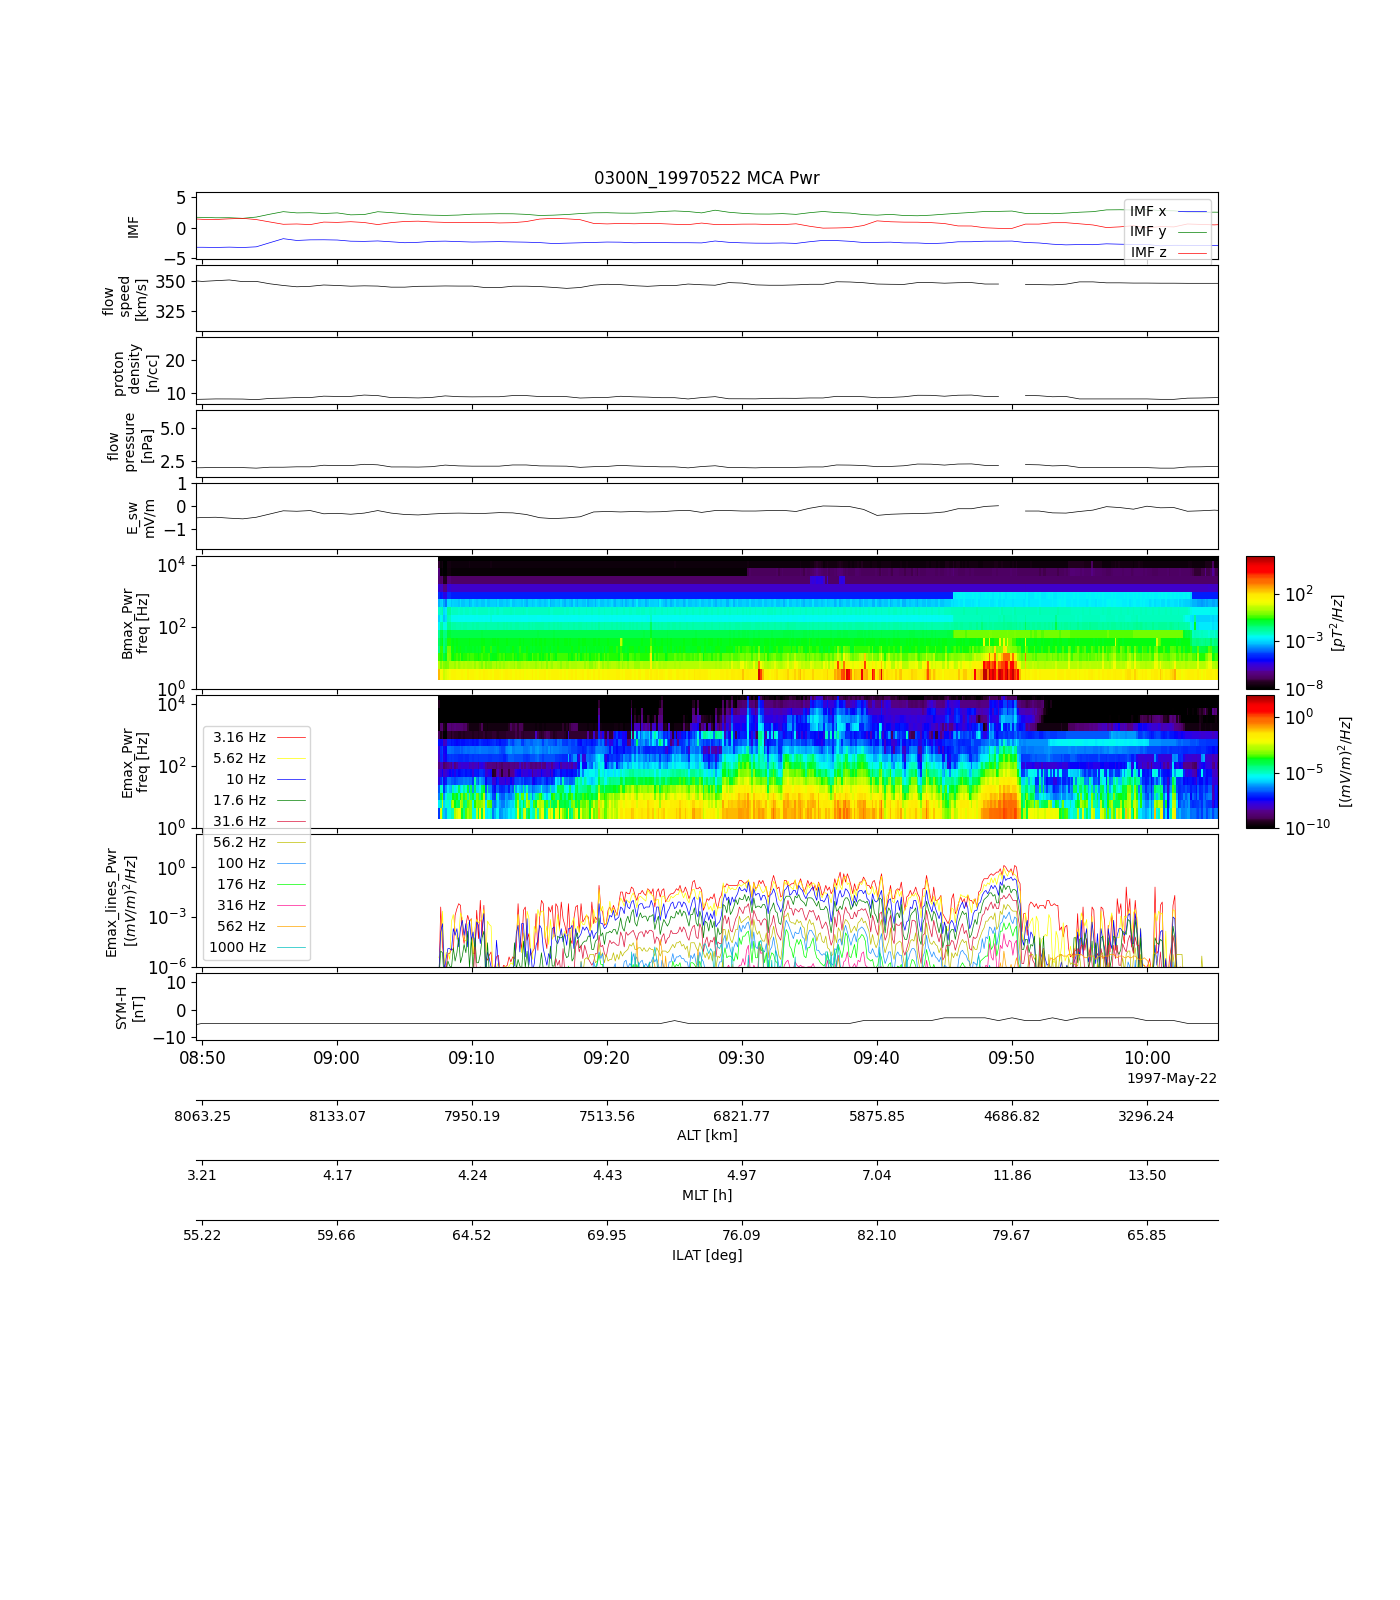 0300N_19970522 MCA Pwr
5
0
−5
IMF
IMF x
IMF y
IMF z
350
325
flow
speed
[km/s]
20
10
proton
density
[n/cc]
5.0
2.5
flow
pressure
[nPa]
1
0
−1
E_sw
mV/m
10^4
10^2
10^0
Bmax_Pwr
freq [Hz]
10^2
10^−3
10^−8
[pT^2/Hz]
10^4
10^2
10^0
Emax_Pwr
freq [Hz]
10^0
10^−5
10^−10
[(mV/m)^2/Hz]
3.16 Hz
5.62 Hz
10 Hz
17.6 Hz
31.6 Hz
56.2 Hz
100 Hz
176 Hz
316 Hz
562 Hz
1000 Hz
10^0
10^−3
10^−6
Emax_lines_Pwr
[(mV/m)^2/Hz]
10
0
−10
SYM-H
[nT]
08:50 09:00 09:10 09:20 09:30 09:40 09:50 10:00
1997-May-22
8063.25 8133.07 7950.19 7513.56 6821.77 5875.85 4686.82 3296.24
ALT [km]
3.21 4.17 4.24 4.43 4.97 7.04 11.86 13.50
MLT [h]
55.22 59.66 64.52 69.95 76.09 82.10 79.67 65.85
ILAT [deg]